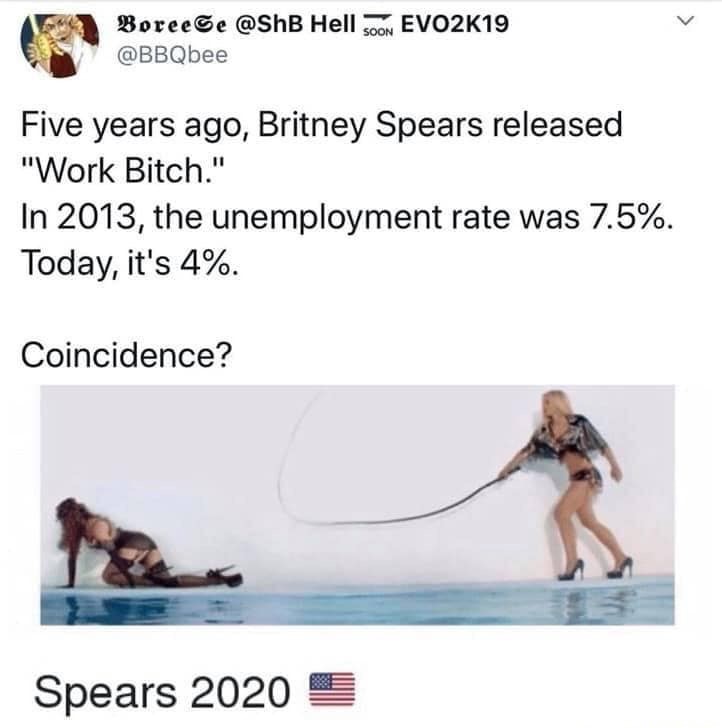 BoreeSe @ShB Hell SOON EVO2K19
@BBQbee
Five years ago, Britney Spears released
"Work Bitch."
In 2013, the unemployment rate was 7.5%.
Today, it's 4%.
Coincidence?
Spears 2020 🇺🇸